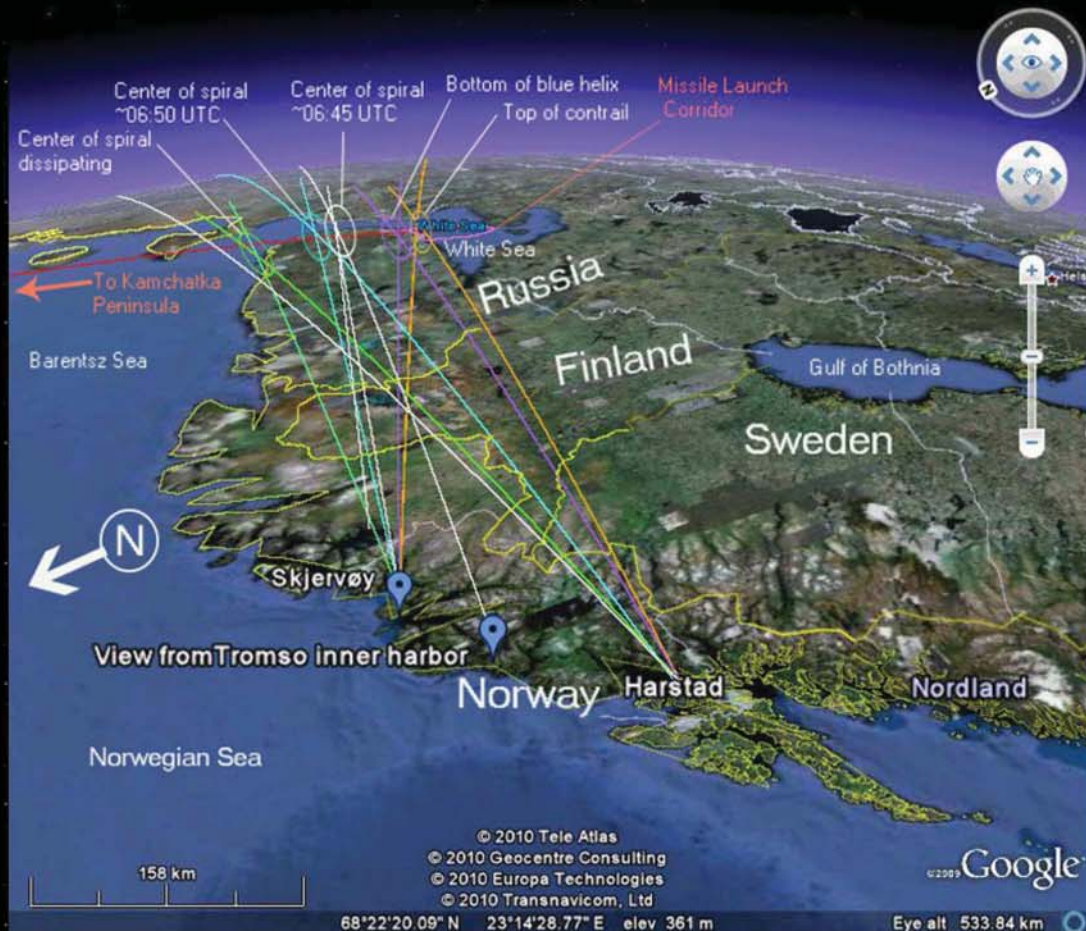 Center of spiral
~06:50 UTC
Center of spiral
~06:45 UTC
Bottom of blue helix
Top of contrail
Missile Launch
Corridor
Center of spiral
dissipating
N
White Sea
White Sea
To Kamchatka
Peninsula
Russia
Hels
Barentsz Sea
Finland
Gulf of Bothnia
Sweden
N
Skjervøy
View fromTromso inner harbor
Norway
Harstad
Nordland
Norwegian Sea
© 2010 Tele Atlas
© 2010 Geocentre Consulting
© 2010 Europa Technologies
© 2010 Transnavicom, Ltd
©2009 Google
158 km
68°22'20.09" N 23°14'28.77" E elev 361 m
Eye alt 533.84 km